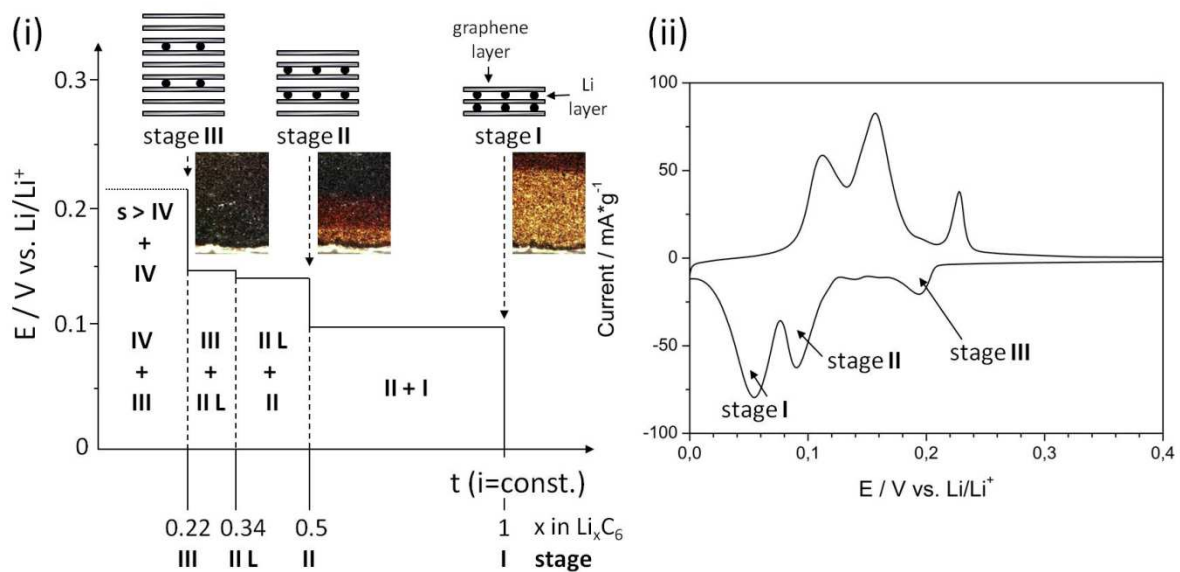 (i)
graphene
layer
Li
layer
stage III
stage II
stage I
E / V vs. Li/Li⁺
0.3
0.2
0.1
0
s > IV
+
IV
IV
+
III
III
+
II L
II L
+
II
II + I
t (i=const.)
0.22 0.34 0.5 1 x in LiₓC₆
III II L II I stage
(ii)
Current / mA*g⁻¹
100
50
0
-50
-100
stage I
stage II
stage III
0,0 0,1 0,2 0,3 0,4
E / V vs. Li/Li⁺